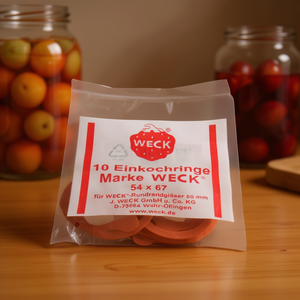 WECK®
10 Einkochringe
Marke WECK®
54 x 67
für WECK®-Rundrandgläser 60 mm
J. WECK GmbH u. Co. KG
D-79664 Wehr-Öflingen
www.weck.de